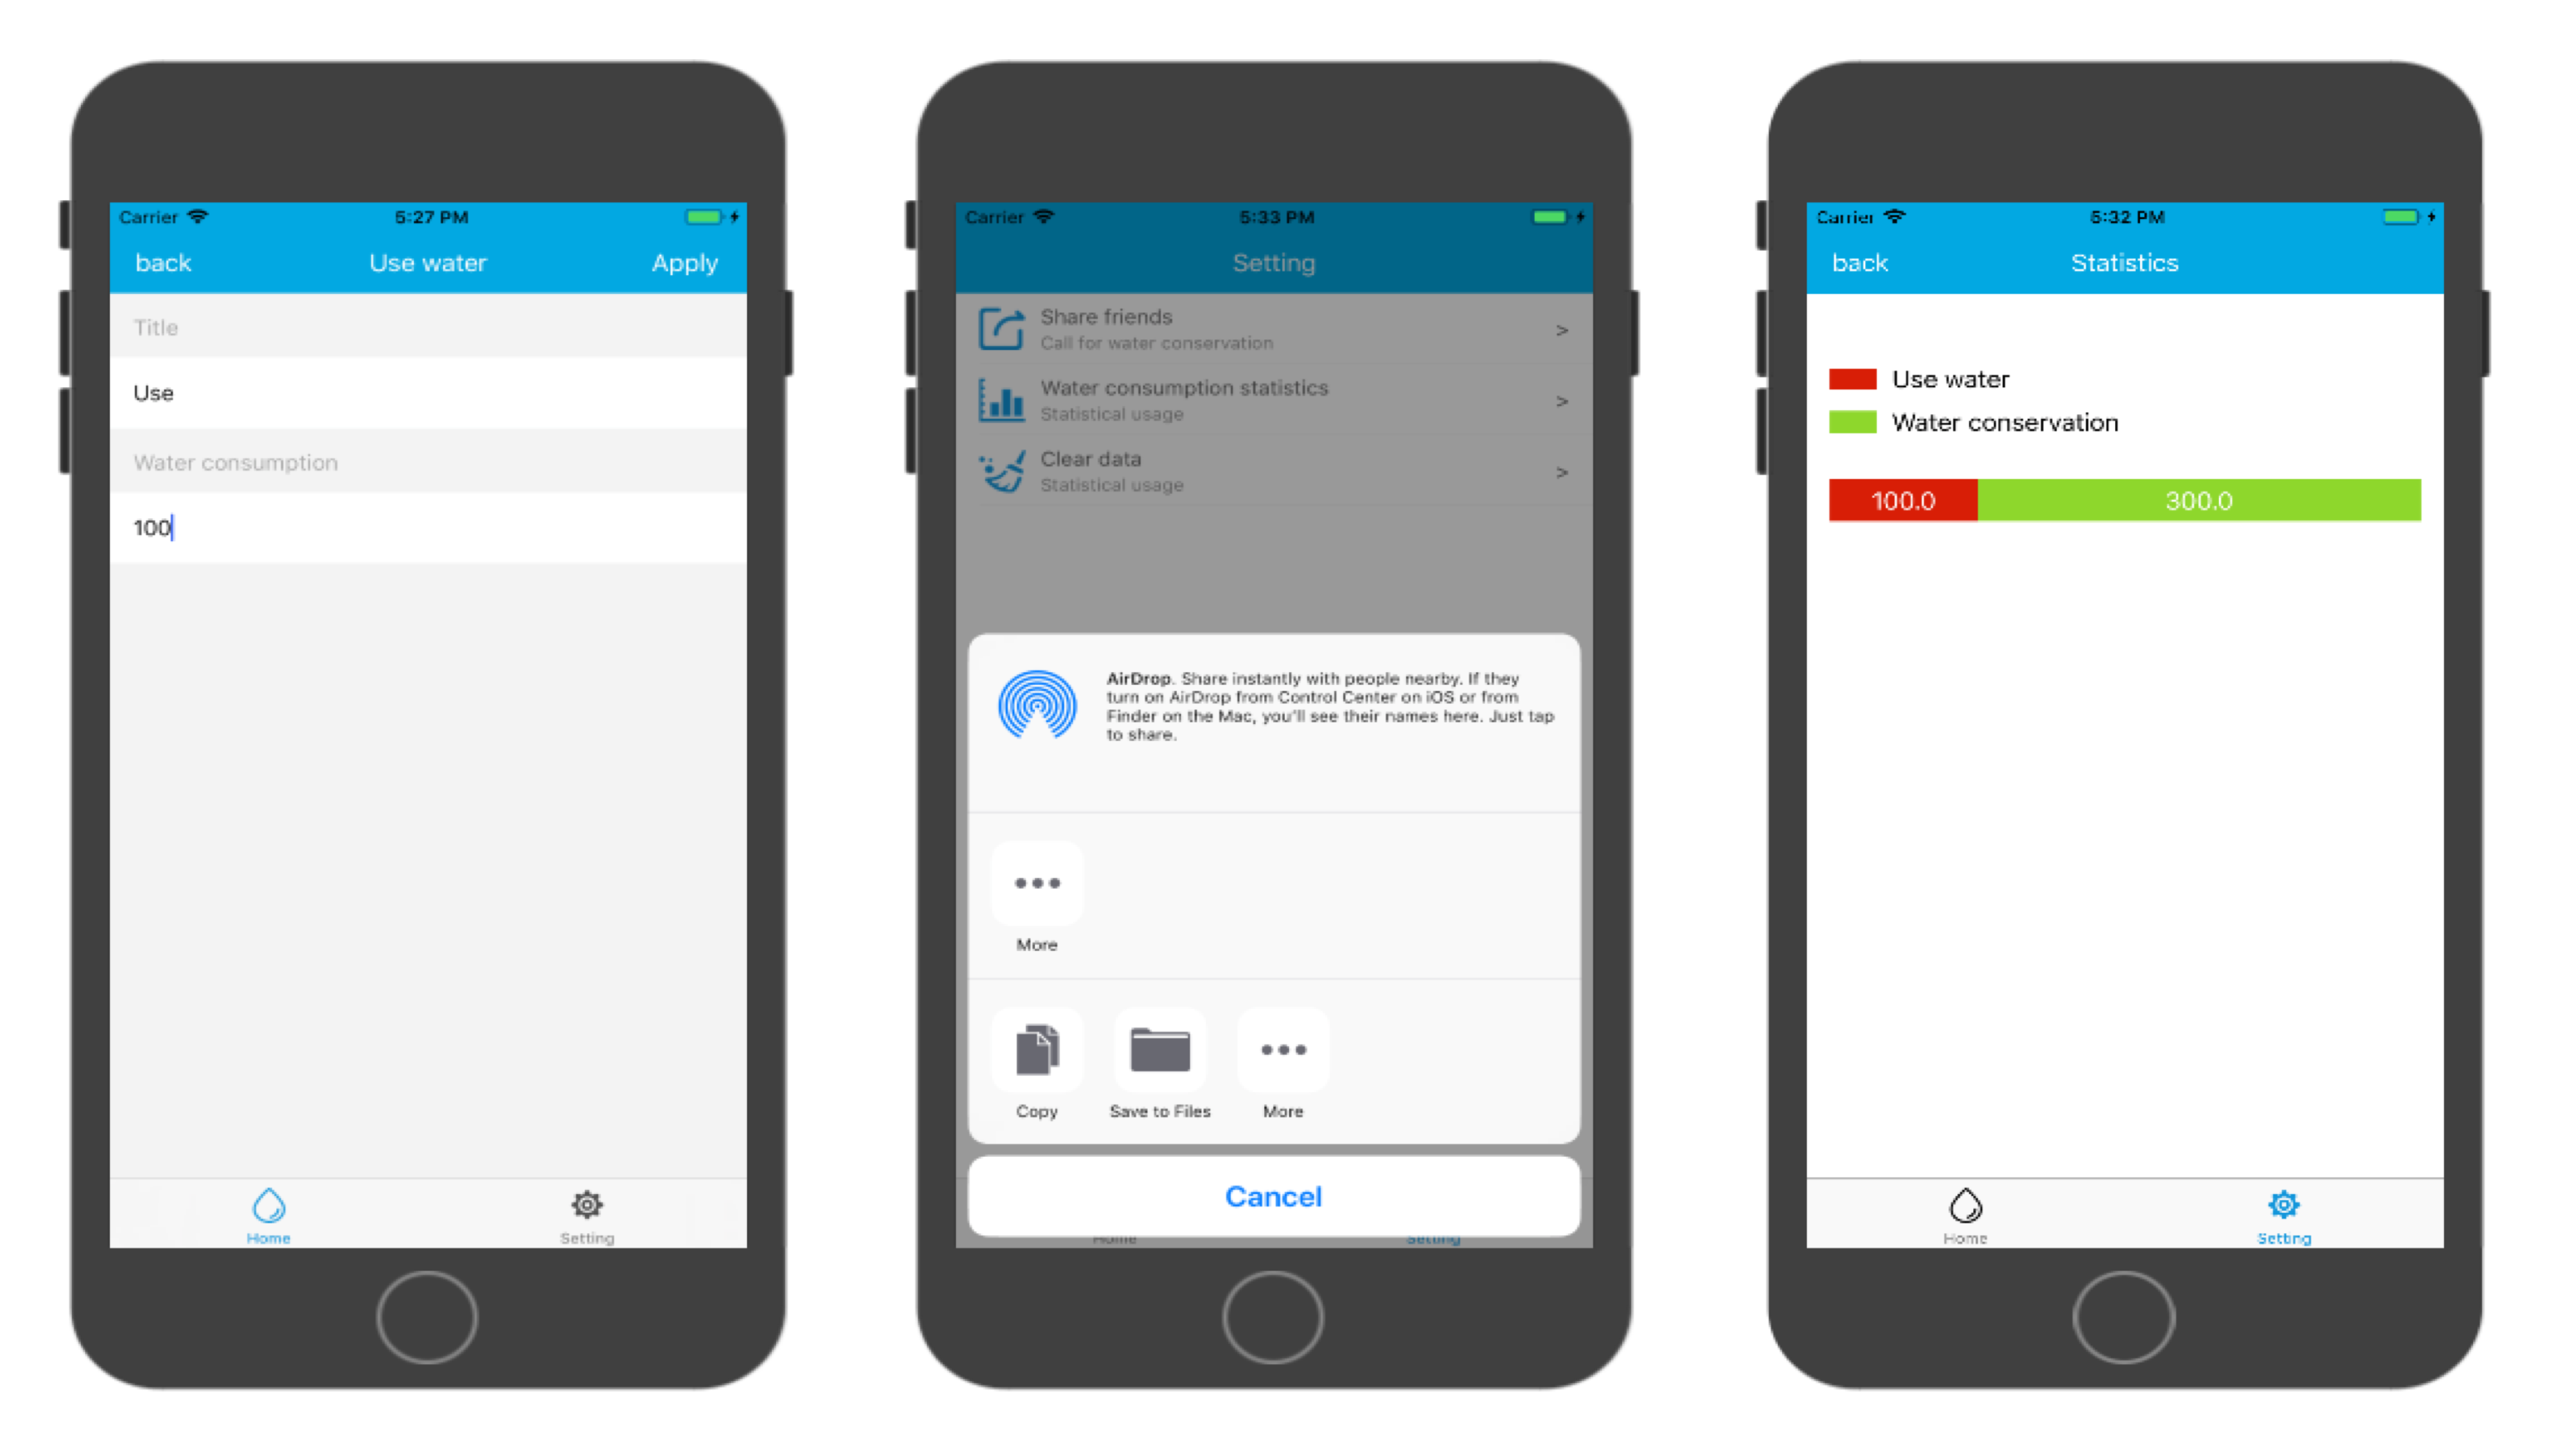 Carrier
5:27 PM
back
Use water
Apply
Title
Use
Water consumption
100
Home
Setting
Carrier
5:33 PM
Setting
Share friends
Call for water conservation
>
Water consumption statistics
Statistical usage
>
Clear data
Statistical usage
>
AirDrop. Share instantly with people nearby. If they
turn on AirDrop from Control Center on iOS or from
Finder on the Mac, you'll see their names here. Just tap
to share.
More
Copy
Save to Files
More
Cancel
Home
Setting
Carrier
5:32 PM
back
Statistics
Use water
Water conservation
100.0
300.0
Home
Setting